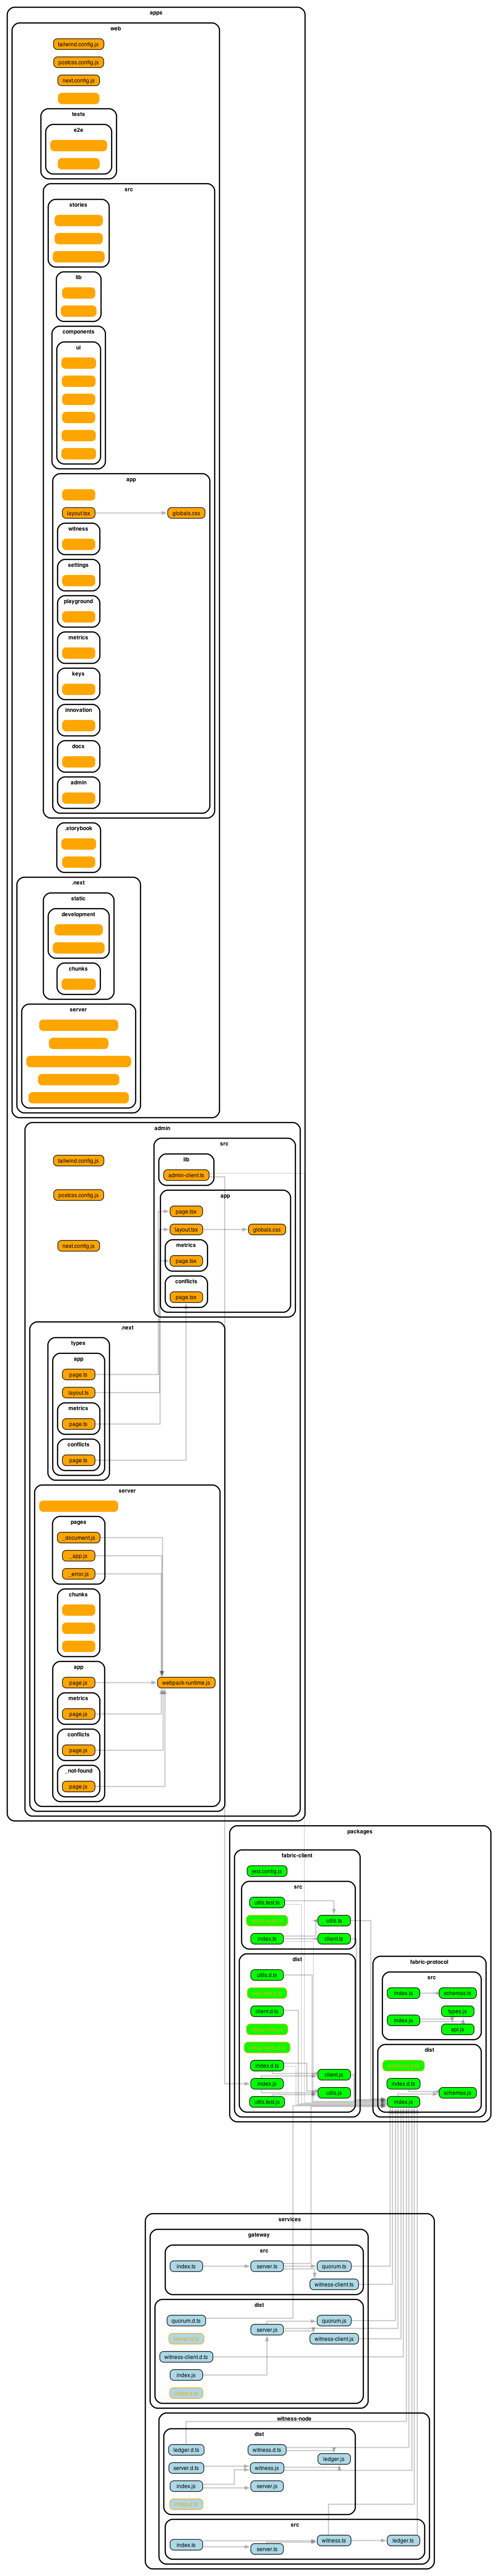 apps
web
tailwind.config.js
postcss.config.js
next.config.js
tests
e2e
src
stories
lib
components
ui
app
layout.tsx
globals.css
witness
settings
playground
metrics
keys
innovation
docs
admin
.storybook
.next
static
development
chunks
server
admin
tailwind.config.js
postcss.config.js
next.config.js
src
lib
admin-client.ts
app
page.tsx
layout.tsx
globals.css
metrics
page.tsx
conflicts
page.tsx
.next
types
app
page.ts
layout.ts
metrics
page.ts
conflicts
page.ts
server
pages
_document.js
_app.js
_error.js
chunks
app
page.js
webpack-runtime.js
metrics
page.js
conflicts
page.js
_not-found
page.js
packages
fabric-client
jest.config.js
src
utils.test.ts
utils.ts
index.ts
client.ts
dist
utils.d.ts
client.d.ts
index.d.ts
index.js
client.js
utils.test.js
utils.js
fabric-protocol
src
index.ts
schemas.ts
types.js
index.js
api.js
dist
index.d.ts
schemas.js
index.js
services
gateway
src
index.ts
server.ts
quorum.ts
witness-client.ts
dist
quorum.d.ts
quorum.js
server.d.ts
server.js
witness-client.js
witness-client.d.ts
index.js
index.d.ts
witness-node
dist
ledger.d.ts
witness.d.ts
ledger.js
server.d.ts
witness.js
index.js
server.js
index.d.ts
src
index.ts
server.ts
witness.ts
ledger.ts